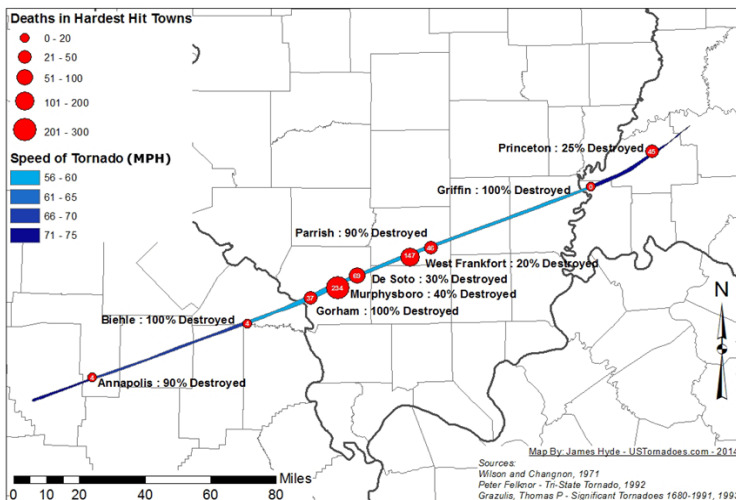 Deaths in Hardest Hit Towns
0 - 20
21 - 50
51 - 100
101 - 200
201 - 300
Speed of Tornado (MPH)
56 - 60
61 - 65
66 - 70
71 - 75
Princeton : 25% Destroyed
45
Griffin : 100% Destroyed
Parrish : 90% Destroyed
46
147
West Frankfort : 20% Destroyed
69
De Soto : 30% Destroyed
234
Murphysboro : 40% Destroyed
37
Gorham : 100% Destroyed
Biehle : 100% Destroyed
4
4
Annapolis : 90% Destroyed
N
0 5 10 20 40 60 80
Miles
Map By: James Hyde - USTornadoes.com - 2014
Sources:
Wilson and Changnon, 1971
Peter Felknor - Tri-State Tornado, 1992
Grazulis, Thomas P - Significant Tornadoes 1680-1991, 1993